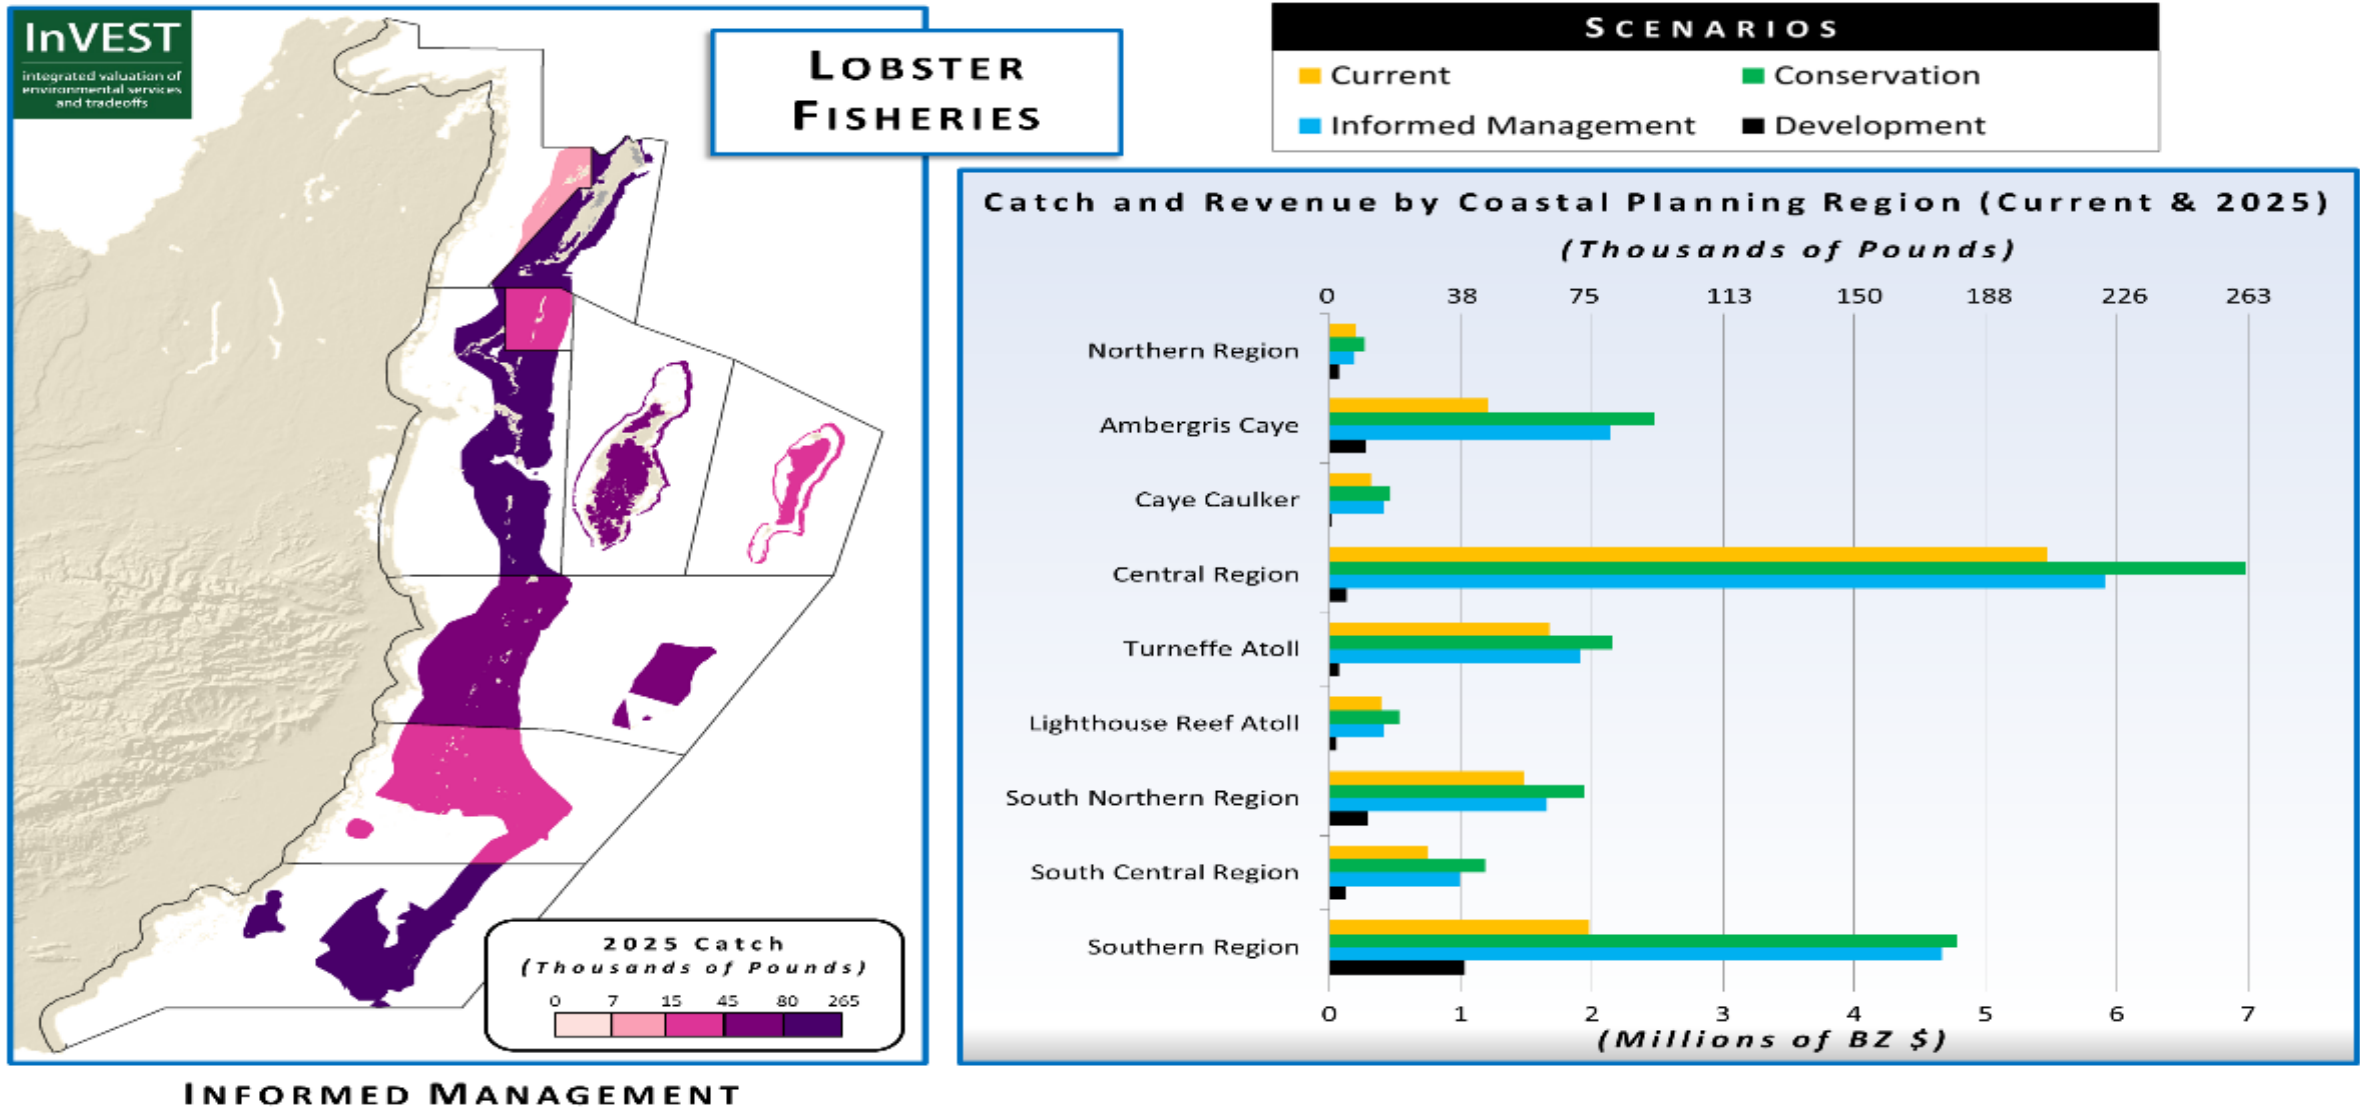 InVEST
integrated valuation of
environmental services
and tradeoffs
LOBSTER
FISHERIES
SCENARIOS
Current
Conservation
Informed Management
Development
Catch and Revenue by Coastal Planning Region (Current & 2025)
(Thousands of Pounds)
0 38 75 113 150 188 226 263
Northern Region
Ambergris Caye
Caye Caulker
Central Region
Turneffe Atoll
Lighthouse Reef Atoll
South Northern Region
South Central Region
Southern Region
0 1 2 3 4 5 6 7
(Millions of BZ $)
2025 Catch
(Thousands of Pounds)
0 7 15 45 80 265
INFORMED MANAGEMENT